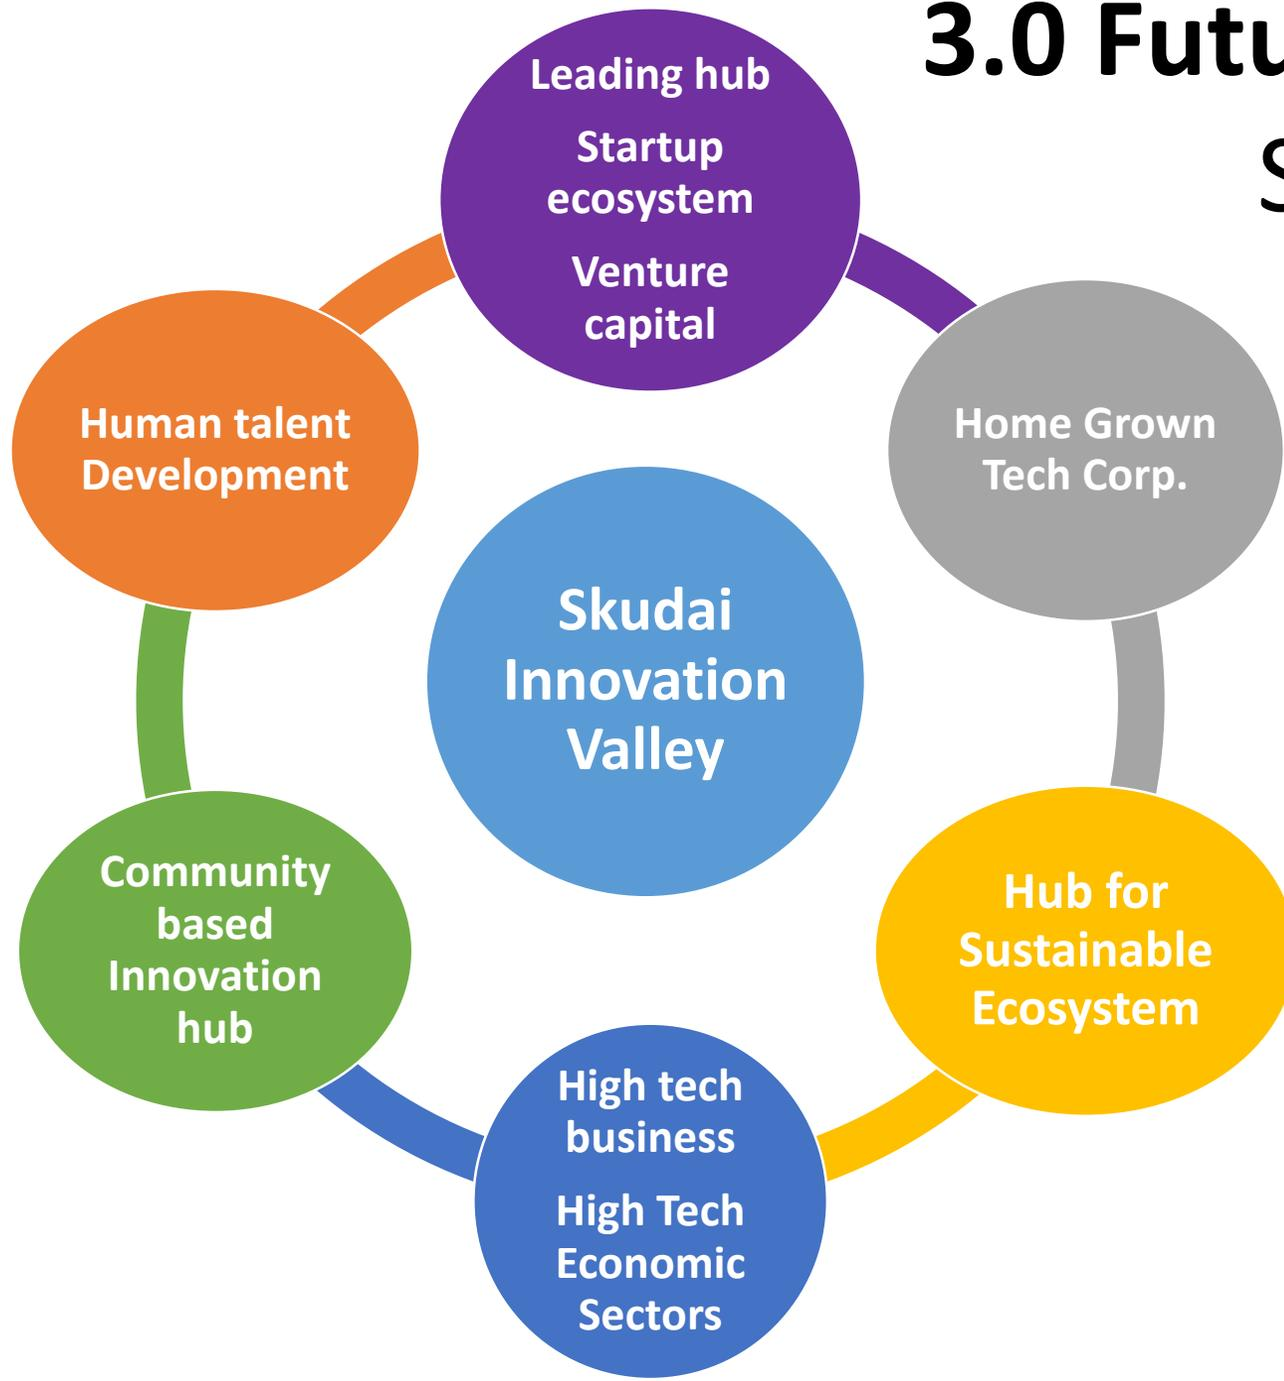 3.0 Futu
S
Leading hub
Startup
ecosystem
Venture
capital
Home Grown
Tech Corp.
Hub for
Sustainable
Ecosystem
High tech
business
High Tech
Economic
Sectors
Community
based
Innovation
hub
Human talent
Development
Skudai
Innovation
Valley